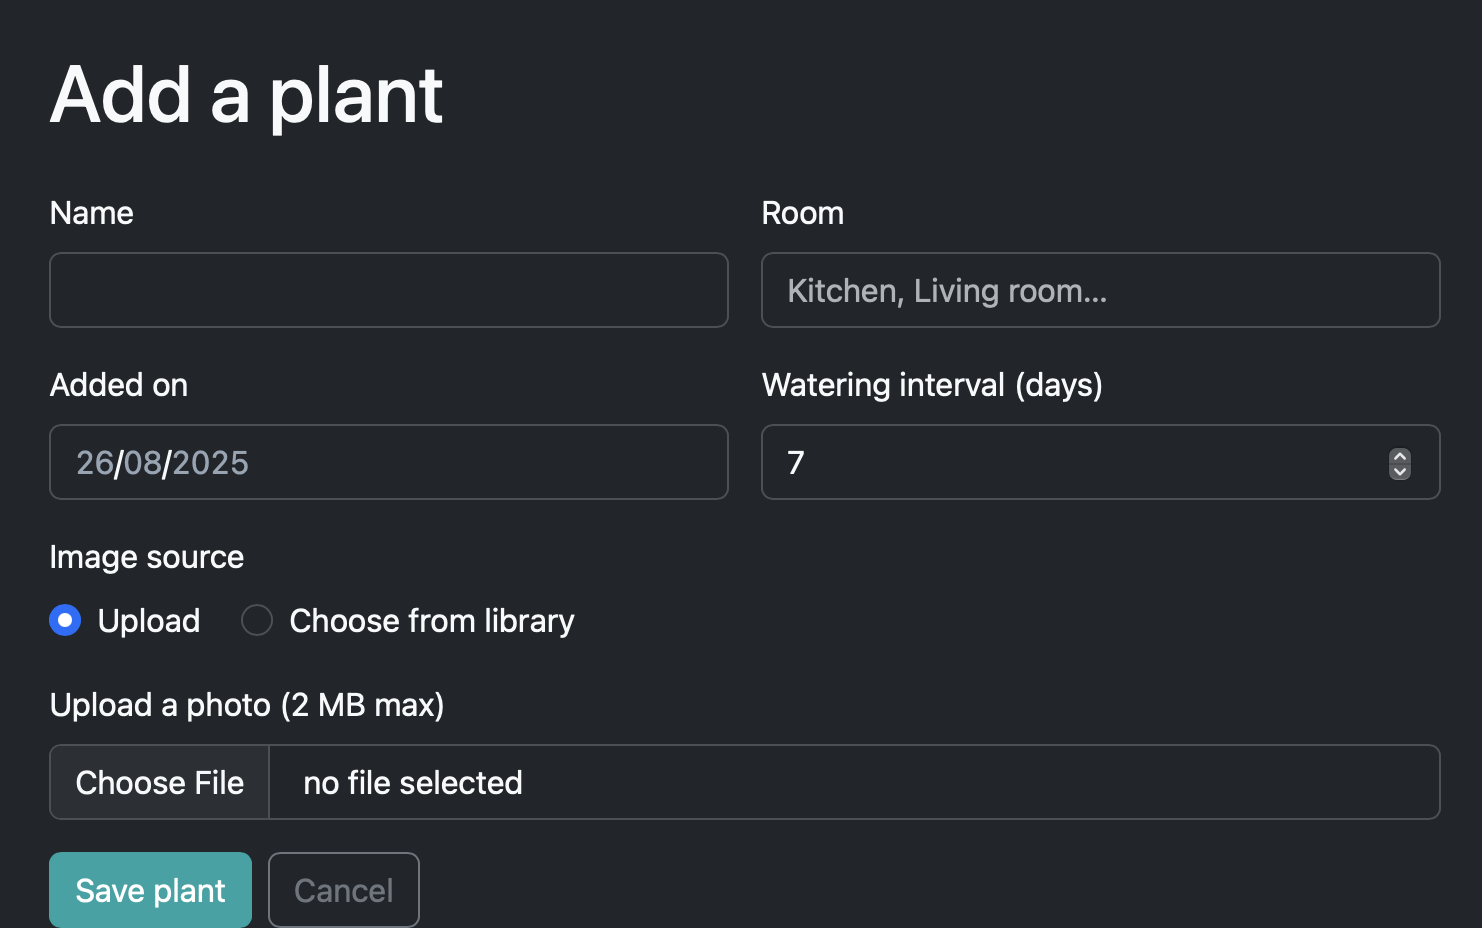 Add a plant
Name
Room
Kitchen, Living room...
Added on
26/08/2025
Watering interval (days)
7
Image source
Upload
Choose from library
Upload a photo (2 MB max)
Choose File
no file selected
Save plant
Cancel